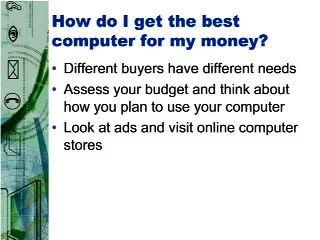 How do I get the best
computer for my money?
• Different buyers have different needs
• Assess your budget and think about
how you plan to use your computer
• Look at ads and visit online computer
stores